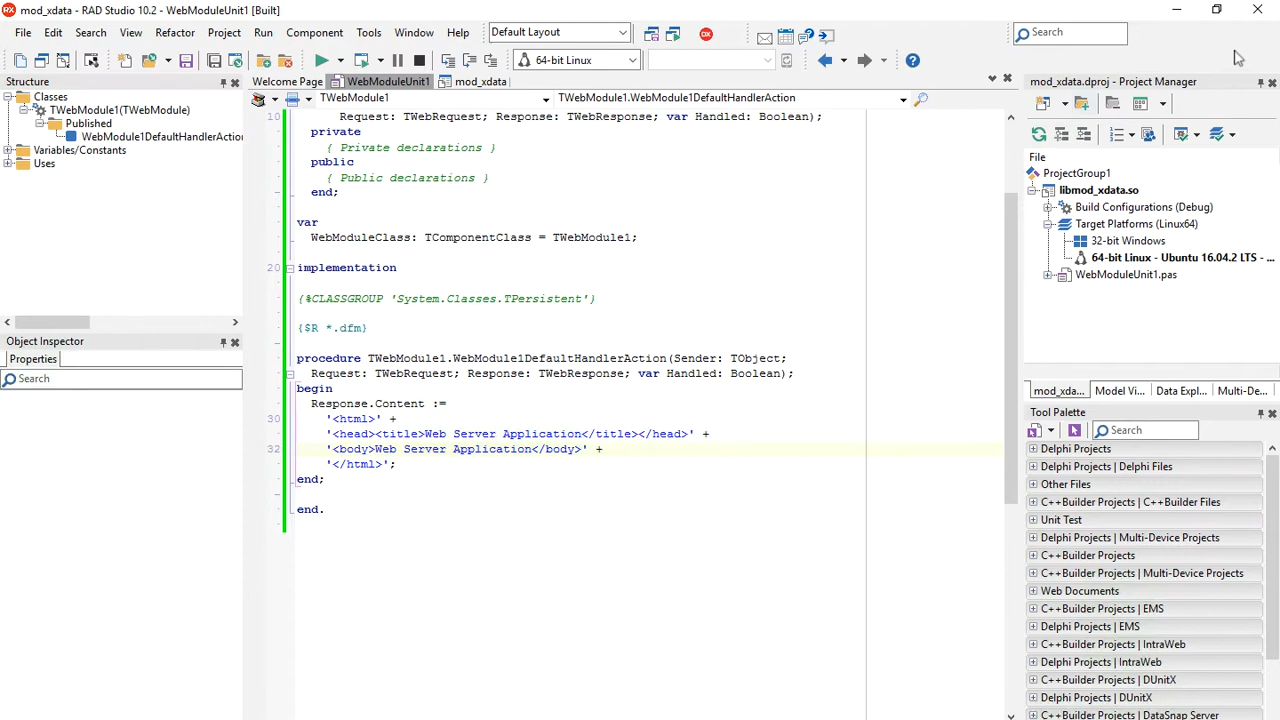 mod_xdata - RAD Studio 10.2 - WebModuleUnit1 [Built]
File Edit Search View Refactor Project Run Component Tools Window Help Default Layout Search
64-bit Linux
Structure
Classes
TWebModule1(TWebModule)
Published
WebModule1DefaultHandlerAction
Variables/Constants
Uses
Object Inspector
Properties
Search
Welcome Page WebModuleUnit1 mod_xdata
TWebModule1 TWebModule1.WebModule1DefaultHandlerAction
10 Request: TWebRequest; Response: TWebResponse; var Handled: Boolean);
private
{ Private declarations }
public
{ Public declarations }
end;
var
WebModuleClass: TComponentClass = TWebModule1;
20 implementation
{%CLASSGROUP 'System.Classes.TPersistent'}
{$R *.dfm}
procedure TWebModule1.WebModule1DefaultHandlerAction(Sender: TObject;
Request: TWebRequest; Response: TWebResponse; var Handled: Boolean);
begin
Response.Content :=
30 '<html>' +
'<head><title>Web Server Application</title></head>' +
32 '<body>Web Server Application</body>' +
'</html>';
end;
end.
mod_xdata.dproj - Project Manager
File
ProjectGroup1
libmod_xdata.so
Build Configurations (Debug)
Target Platforms (Linux64)
32-bit Windows
64-bit Linux - Ubuntu 16.04.2 LTS - ...
WebModuleUnit1.pas
mod_xda... Model Vi... Data Expl... Multi-De...
Tool Palette
Search
Delphi Projects
Delphi Projects | Delphi Files
Other Files
C++Builder Projects | C++Builder Files
Unit Test
Delphi Projects | Multi-Device Projects
C++Builder Projects
C++Builder Projects | Multi-Device Projects
Web Documents
C++Builder Projects | EMS
Delphi Projects | EMS
C++Builder Projects | IntraWeb
Delphi Projects | IntraWeb
C++Builder Projects | DUnitX
Delphi Projects | DUnitX
C++Builder Projects | DataSnap Server